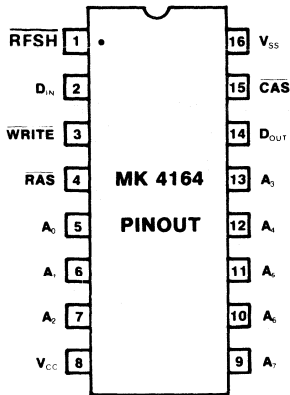 RFSH 1 16 VSS
DIN 2 15 CAS
WRITE 3 14 DOUT
RAS 4 MK 4164 13 A3
A0 5 PINOUT 12 A4
A1 6 11 A5
A2 7 10 A6
VCC 8 9 A7